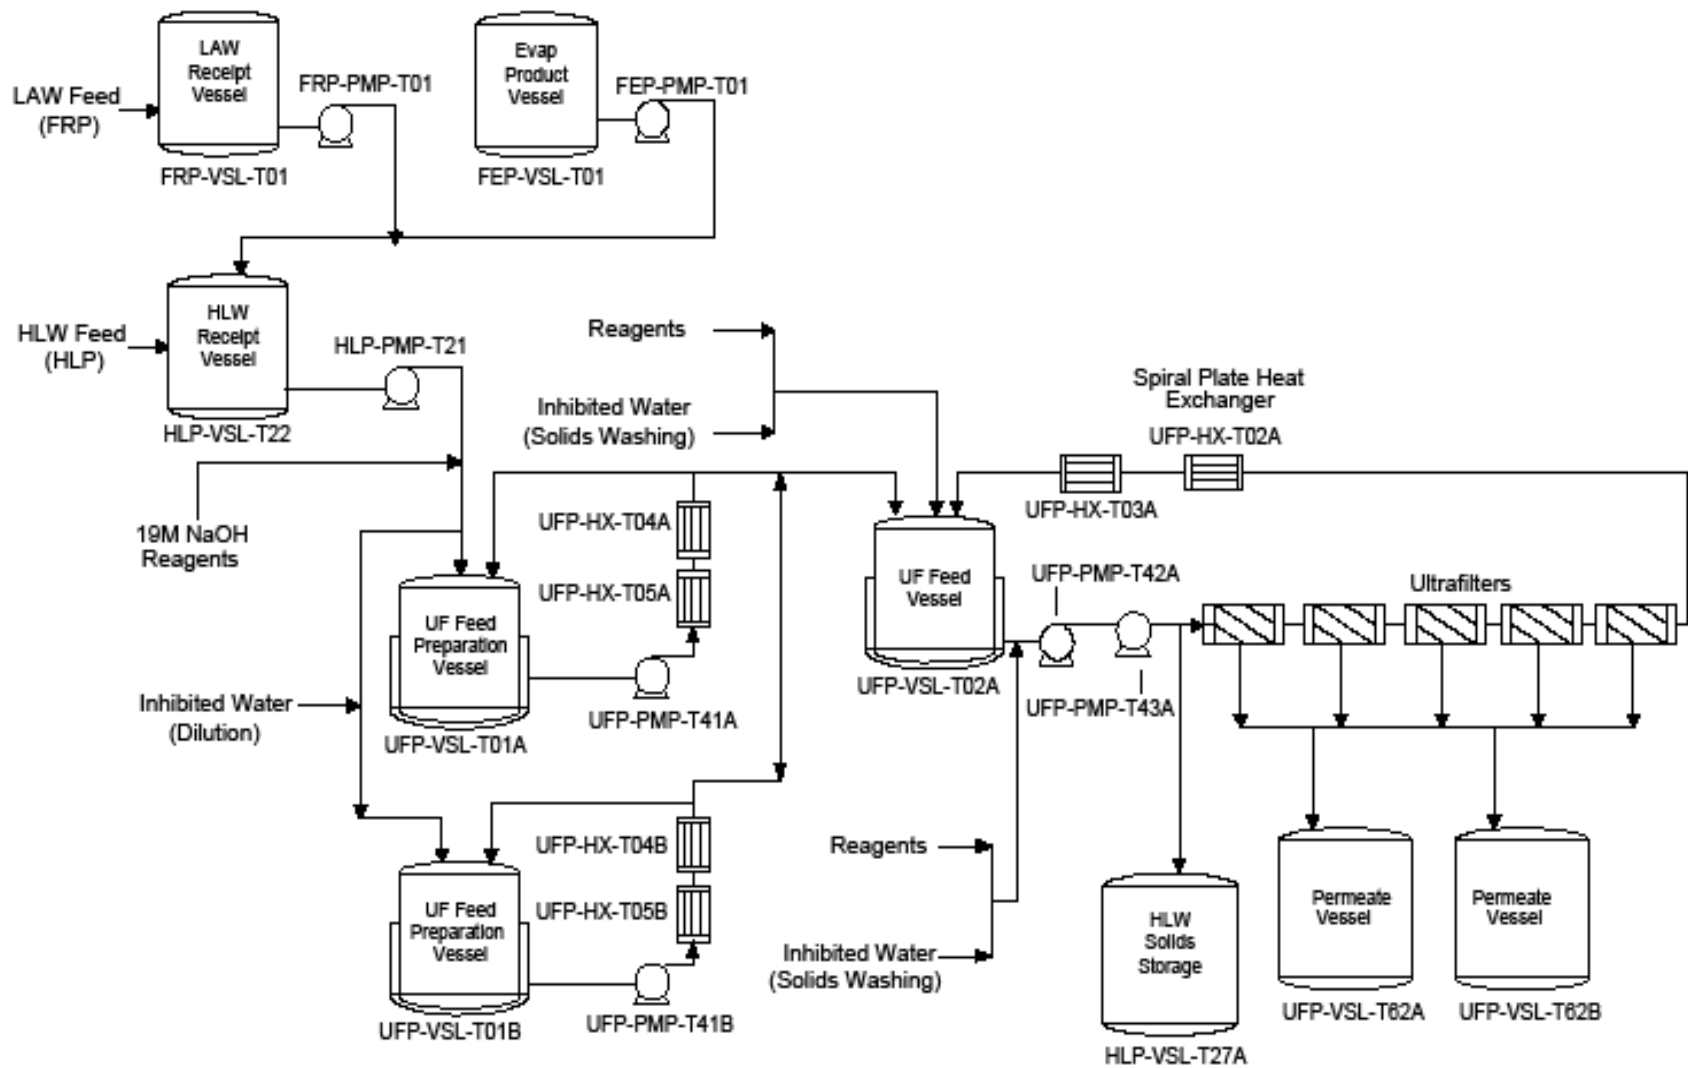 LAW
Receipt
Vessel
FRP-PMP-T01
LAW Feed
(FRP)
FRP-VSL-T01
Evap
Product
Vessel
FEP-PMP-T01
FEP-VSL-T01
HLW
Receipt
Vessel
HLW Feed
(HLP)
HLP-PMP-T21
HLP-VSL-T22
19M NaOH
Reagents
Reagents
Inhibited Water
(Solids Washing)
Spiral Plate Heat
Exchanger
UFP-HX-T02A
UFP-HX-T03A
UFP-HX-T04A
UFP-HX-T05A
UF Feed
Preparation
Vessel
UFP-PMP-T41A
UFP-VSL-T01A
UF Feed
Vessel
UFP-VSL-T02A
UFP-PMP-T42A
UFP-PMP-T43A
Ultrafilters
Inhibited Water
(Dilution)
UFP-HX-T04B
UFP-HX-T05B
UF Feed
Preparation
Vessel
UFP-VSL-T01B
UFP-PMP-T41B
Reagents
Inhibited Water
(Solids Washing)
HLW
Solids
Storage
HLP-VSL-T27A
Permeate
Vessel
UFP-VSL-T62A
Permeate
Vessel
UFP-VSL-T62B